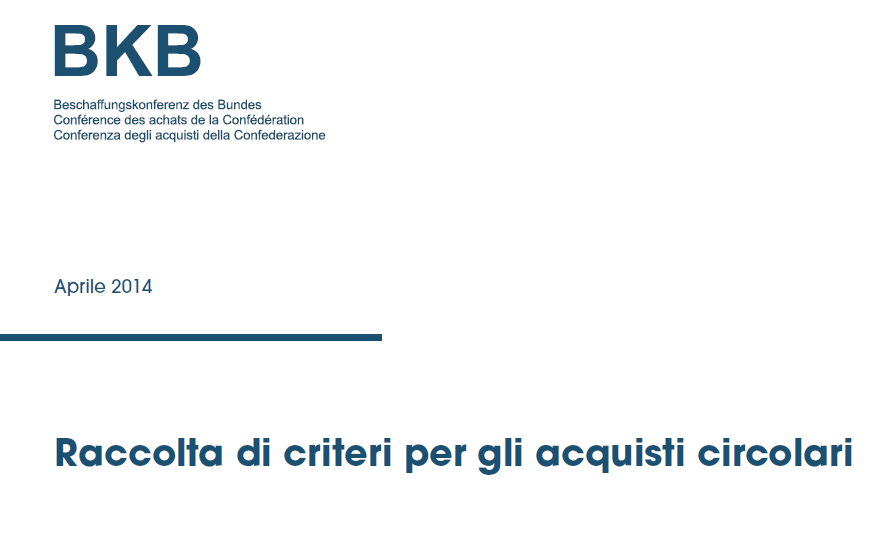 BKB
Beschaffungskonferenz des Bundes
Conférence des achats de la Confédération
Conferenza degli acquisti della Confederazione
Aprile 2014
Raccolta di criteri per gli acquisti circolari